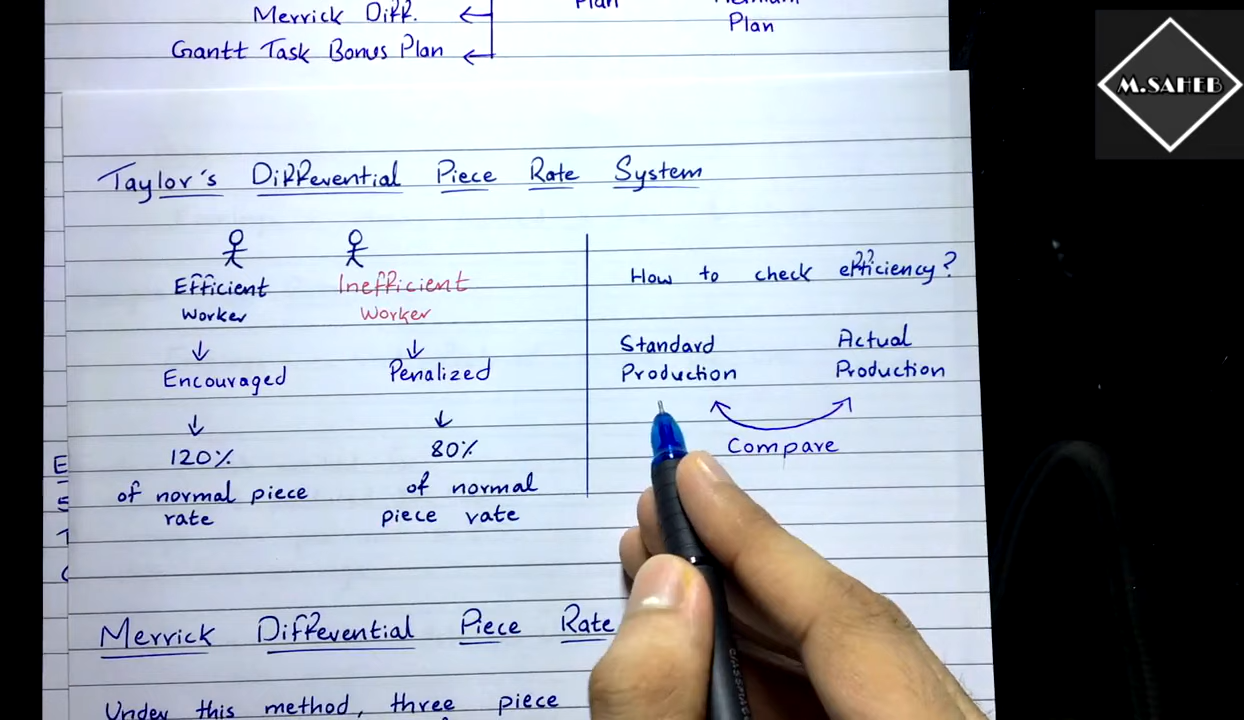 Merrick Diff.
Gantt Task Bonus Plan
Plan
Plan
M.SAHEB
Taylor's Differential Piece Rate System
Efficient
Worker
Inefficient
Worker
Encouraged
Penalized
120%
of normal piece
rate
80%
of normal
piece rate
How to check efficiency?
Standard
Production
Actual
Production
Compare
Merrick Differential Piece Rate
Under this method, three piece